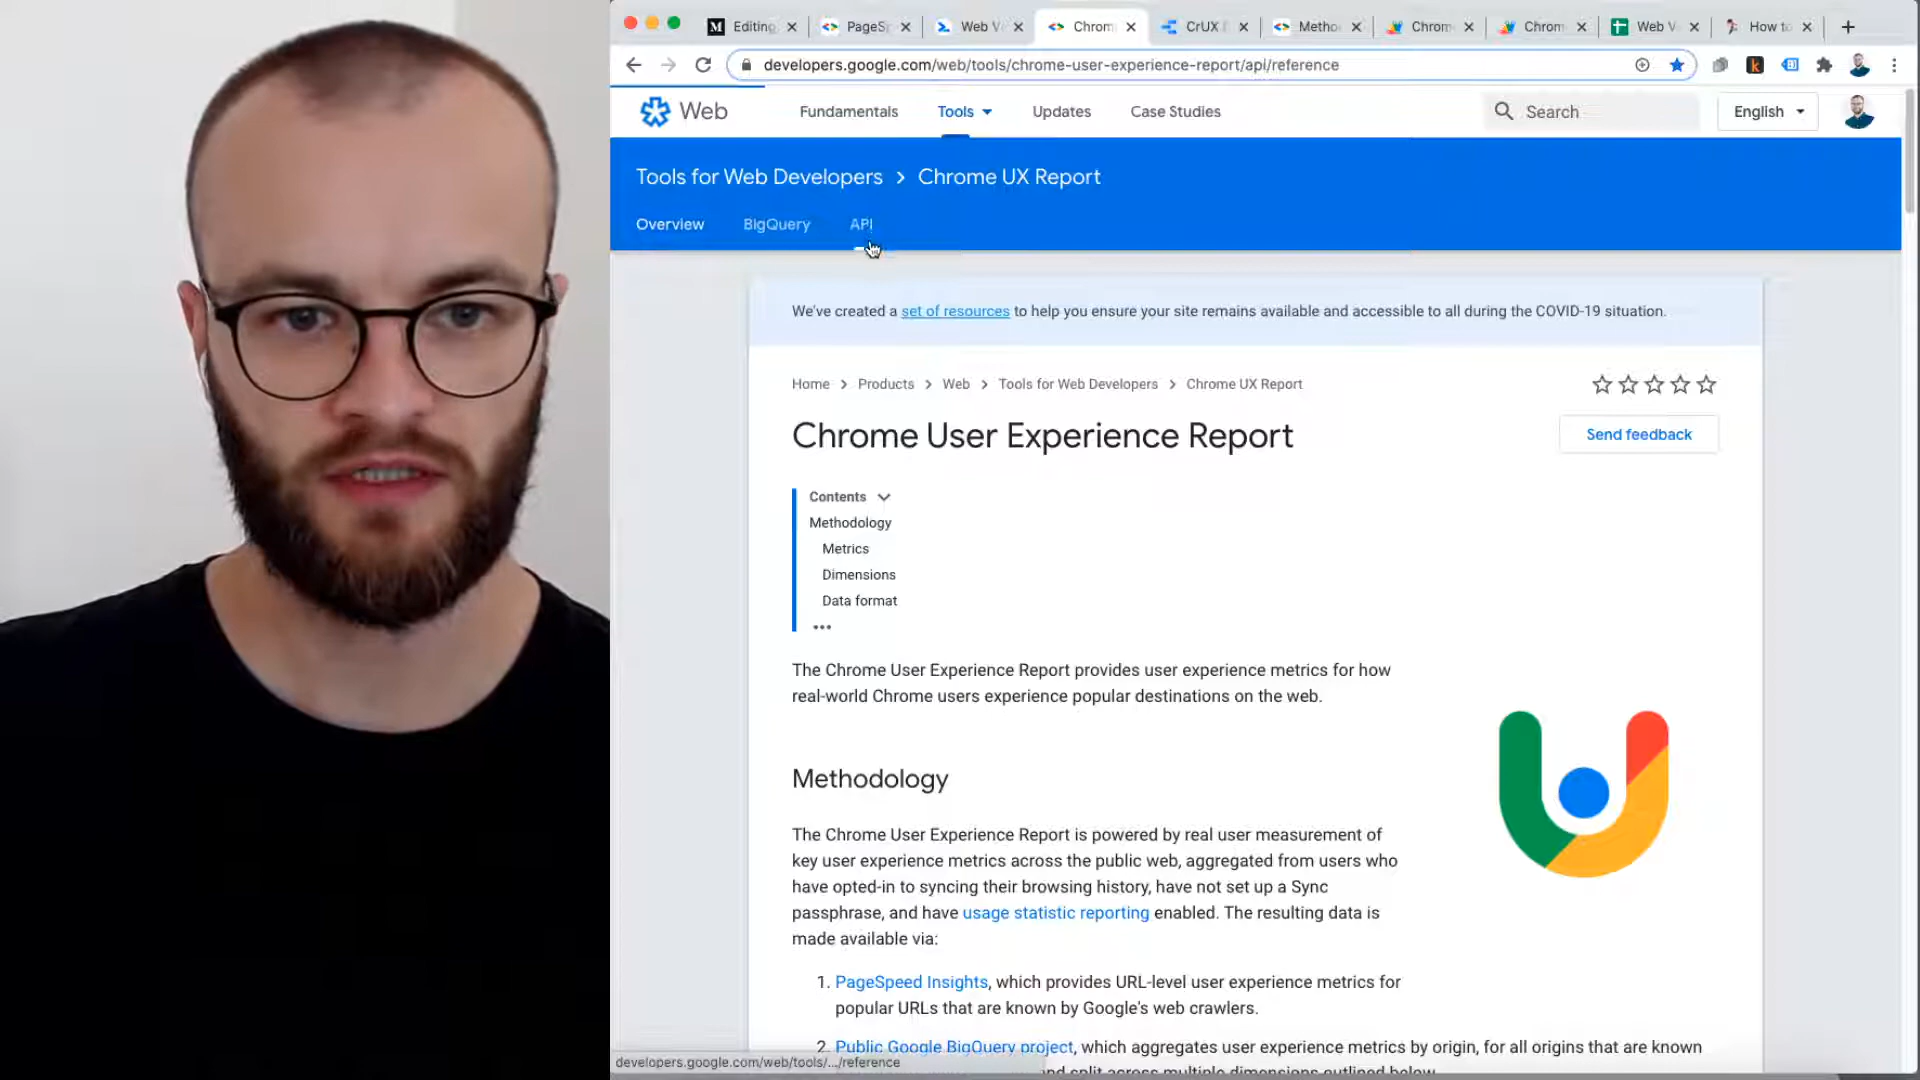 Editing
PageSp
Web V
Chrom
CrUX
Metho
Chrom
Chrom
Web V
How to
developers.google.com/web/tools/chrome-user-experience-report/api/reference
Web
Fundamentals
Tools
Updates
Case Studies
Search
English
Tools for Web Developers > Chrome UX Report
Overview
BigQuery
API
We've created a set of resources to help you ensure your site remains available and accessible to all during the COVID-19 situation.
Home > Products > Web > Tools for Web Developers > Chrome UX Report
Chrome User Experience Report
Send feedback
Contents
Methodology
Metrics
Dimensions
Data format
The Chrome User Experience Report provides user experience metrics for how
real-world Chrome users experience popular destinations on the web.
Methodology
The Chrome User Experience Report is powered by real user measurement of
key user experience metrics across the public web, aggregated from users who
have opted-in to syncing their browsing history, have not set up a Sync
passphrase, and have usage statistic reporting enabled. The resulting data is
made available via:
1. PageSpeed Insights, which provides URL-level user experience metrics for
popular URLs that are known by Google's web crawlers.
2. Public Google BigQuery project, which aggregates user experience metrics by origin, for all origins that are known
and split across multiple dimensions outlined below.
developers.google.com/web/tools/.../reference